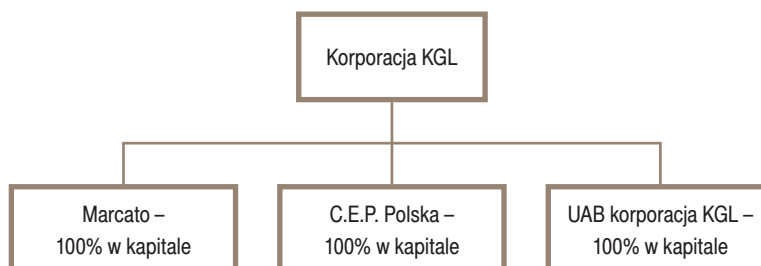 Korporacja KGL
Marcato –
100% w kapitale
C.E.P. Polska –
100% w kapitale
UAB korporacja KGL –
100% w kapitale